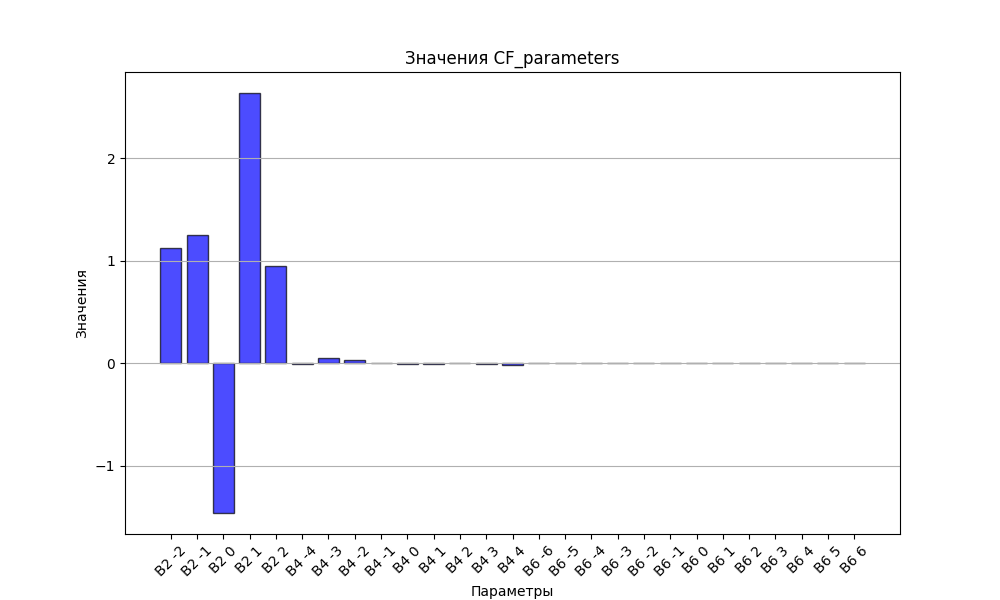 Значения CF_parameters
Значения
2
1
0
−1
B2 -2
B2 -1
B2 0
B2 1
B2 2
B4 -4
B4 -3
B4 -2
B4 -1
B4 0
B4 1
B4 2
B4 3
B4 4
B6 -6
B6 -5
B6 -4
B6 -3
B6 -2
B6 -1
B6 0
B6 1
B6 2
B6 3
B6 4
B6 5
B6 6
Параметры